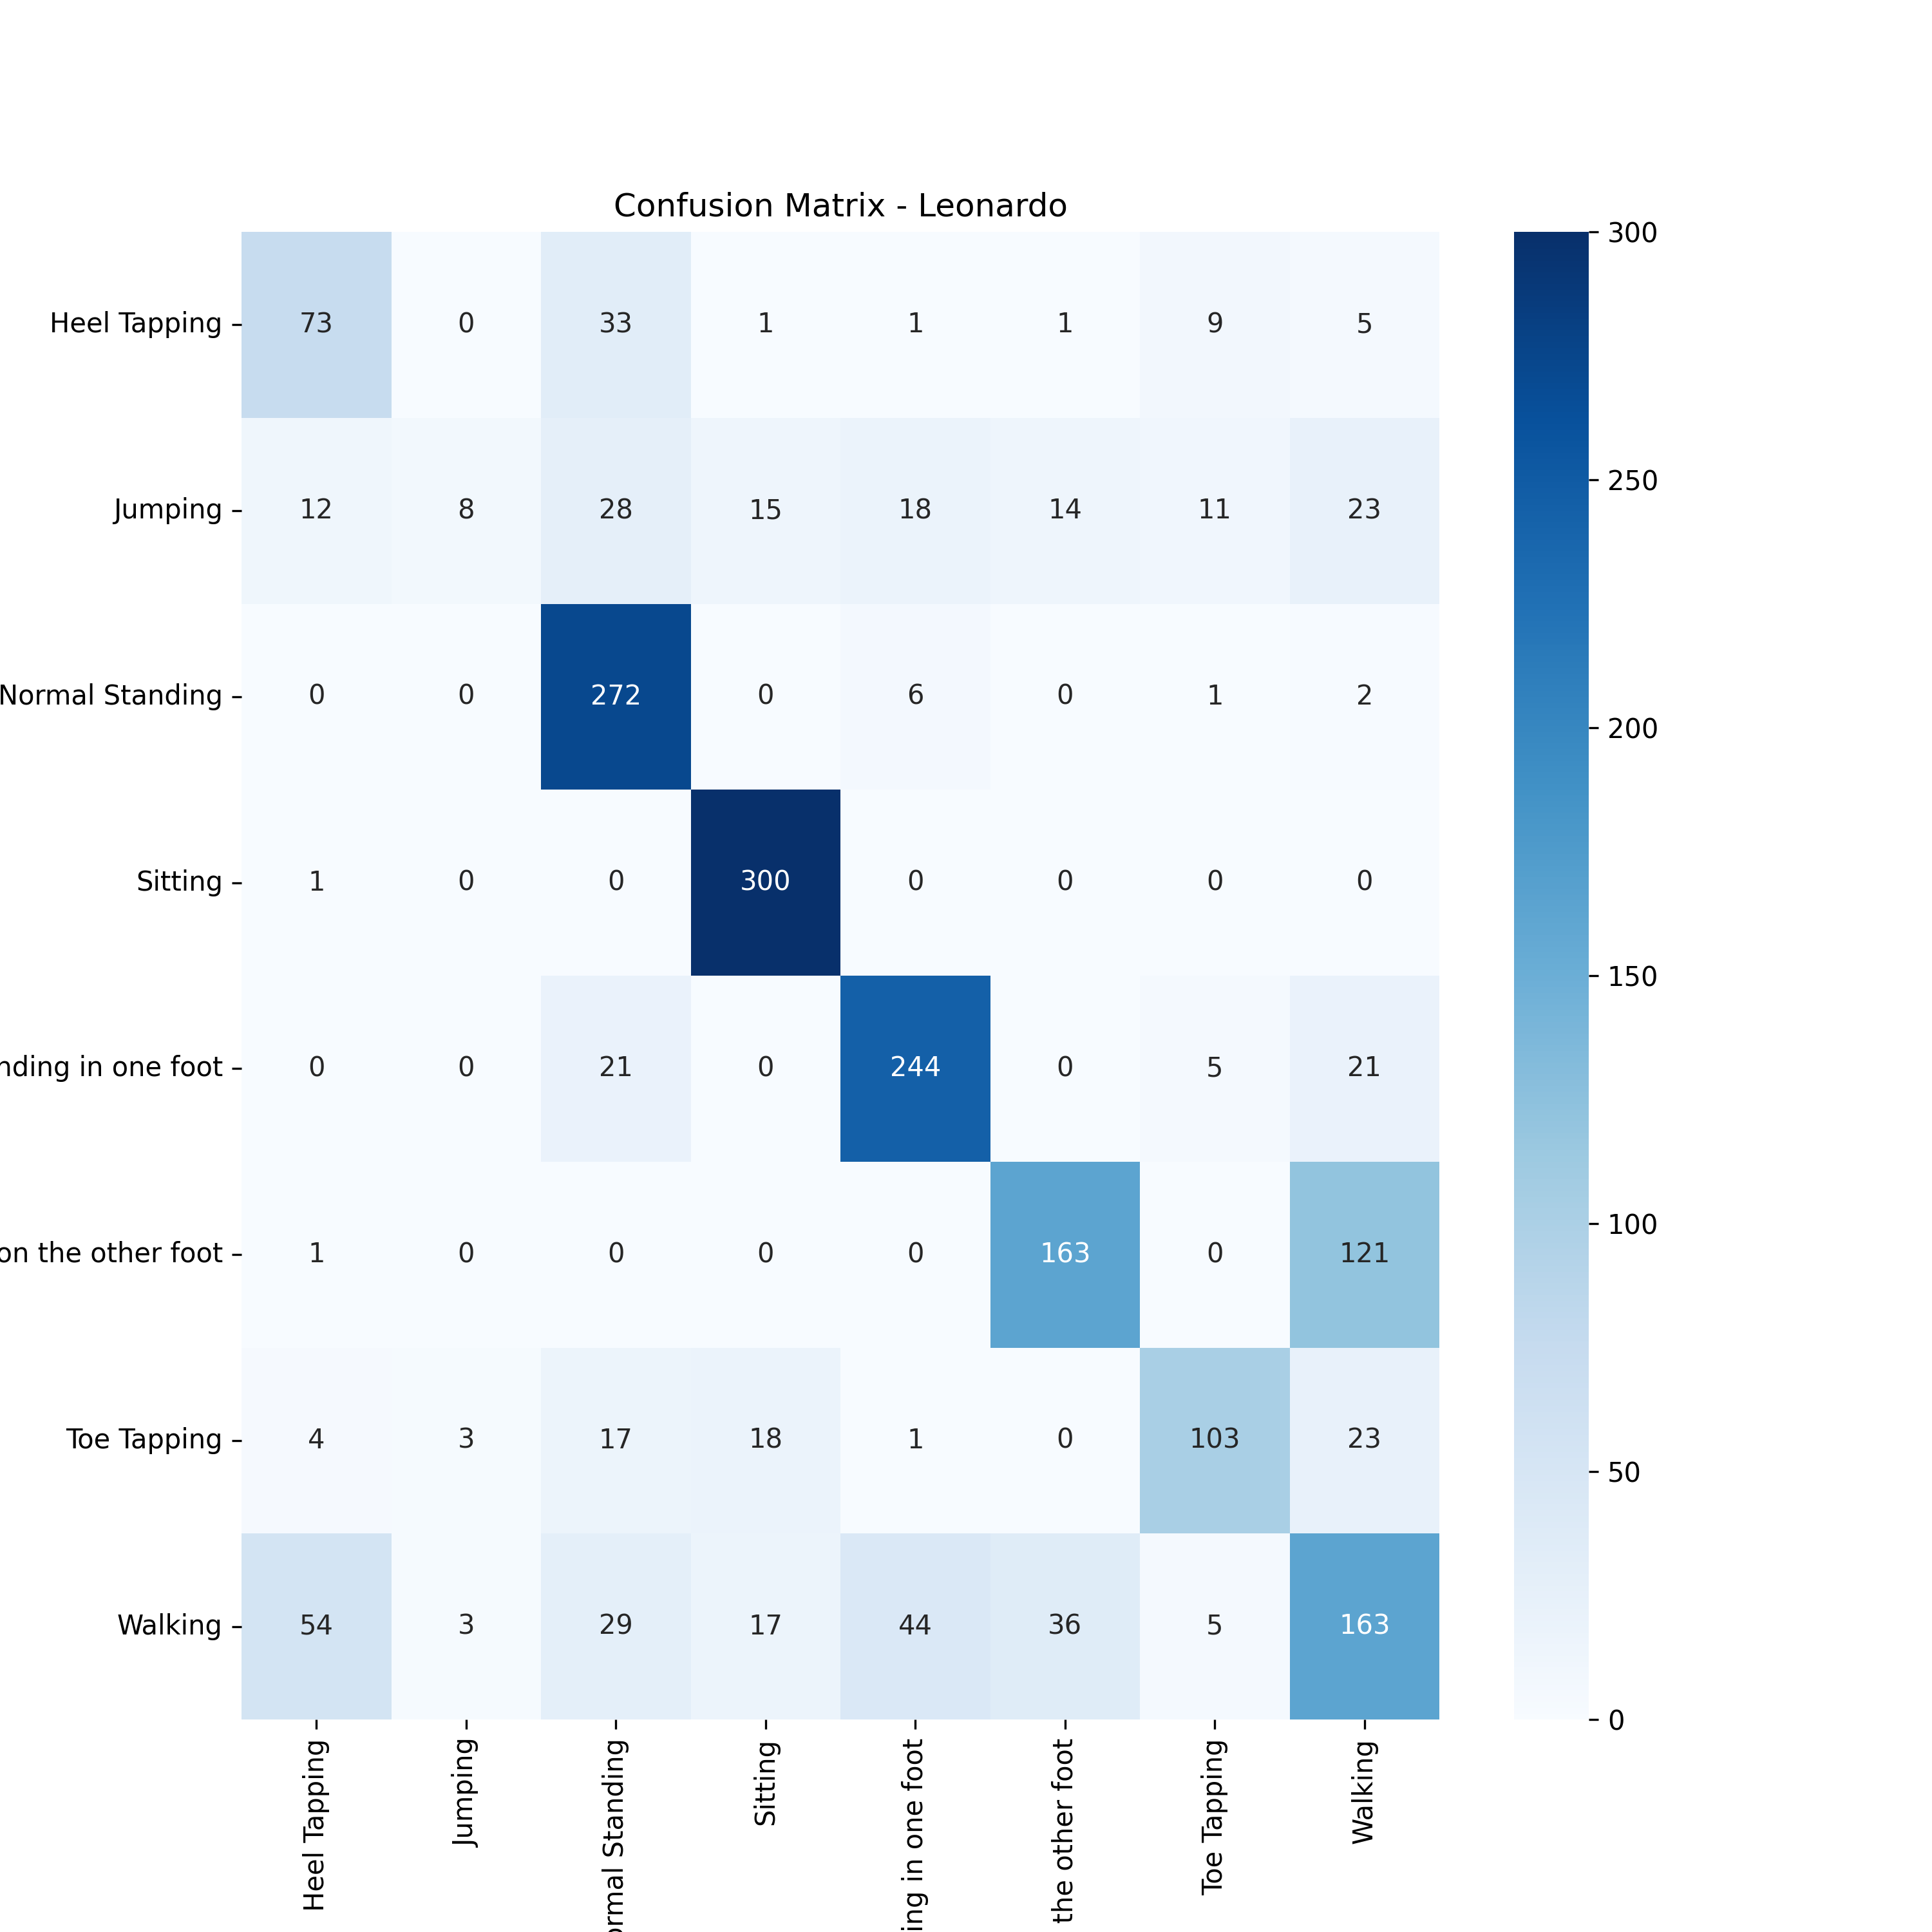 Confusion Matrix - Leonardo
Heel Tapping 73 0 33 1 1 1 9 5
Jumping 12 8 28 15 18 14 11 23
Normal Standing 0 0 272 0 6 0 1 2
Sitting 1 0 0 300 0 0 0 0
nding in one foot 0 0 21 0 244 0 5 21
on the other foot 1 0 0 0 0 163 0 121
Toe Tapping 4 3 17 18 1 0 103 23
Walking 54 3 29 17 44 36 5 163
Heel Tapping
Jumping
ormal Standing
Sitting
ing in one foot
the other foot
Toe Tapping
Walking
300
250
200
150
100
50
0